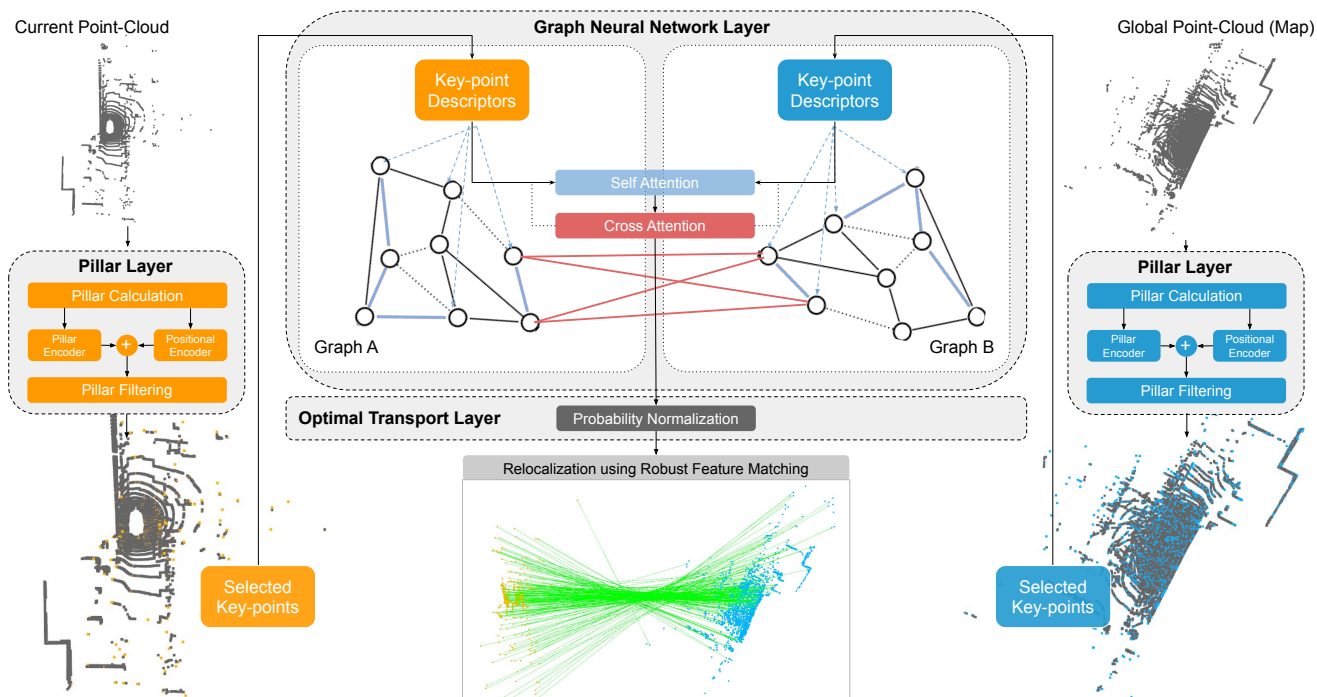 Current Point-Cloud
Graph Neural Network Layer
Global Point-Cloud (Map)
Key-point
Descriptors
Key-point
Descriptors
Self Attention
Cross Attention
Graph A
Graph B
Pillar Layer
Pillar Calculation
Pillar
Encoder
+
Positional
Encoder
Pillar Filtering
Pillar Layer
Pillar Calculation
Pillar
Encoder
+
Positional
Encoder
Pillar Filtering
Optimal Transport Layer
Probability Normalization
Relocalization using Robust Feature Matching
Selected
Key-points
Selected
Key-points